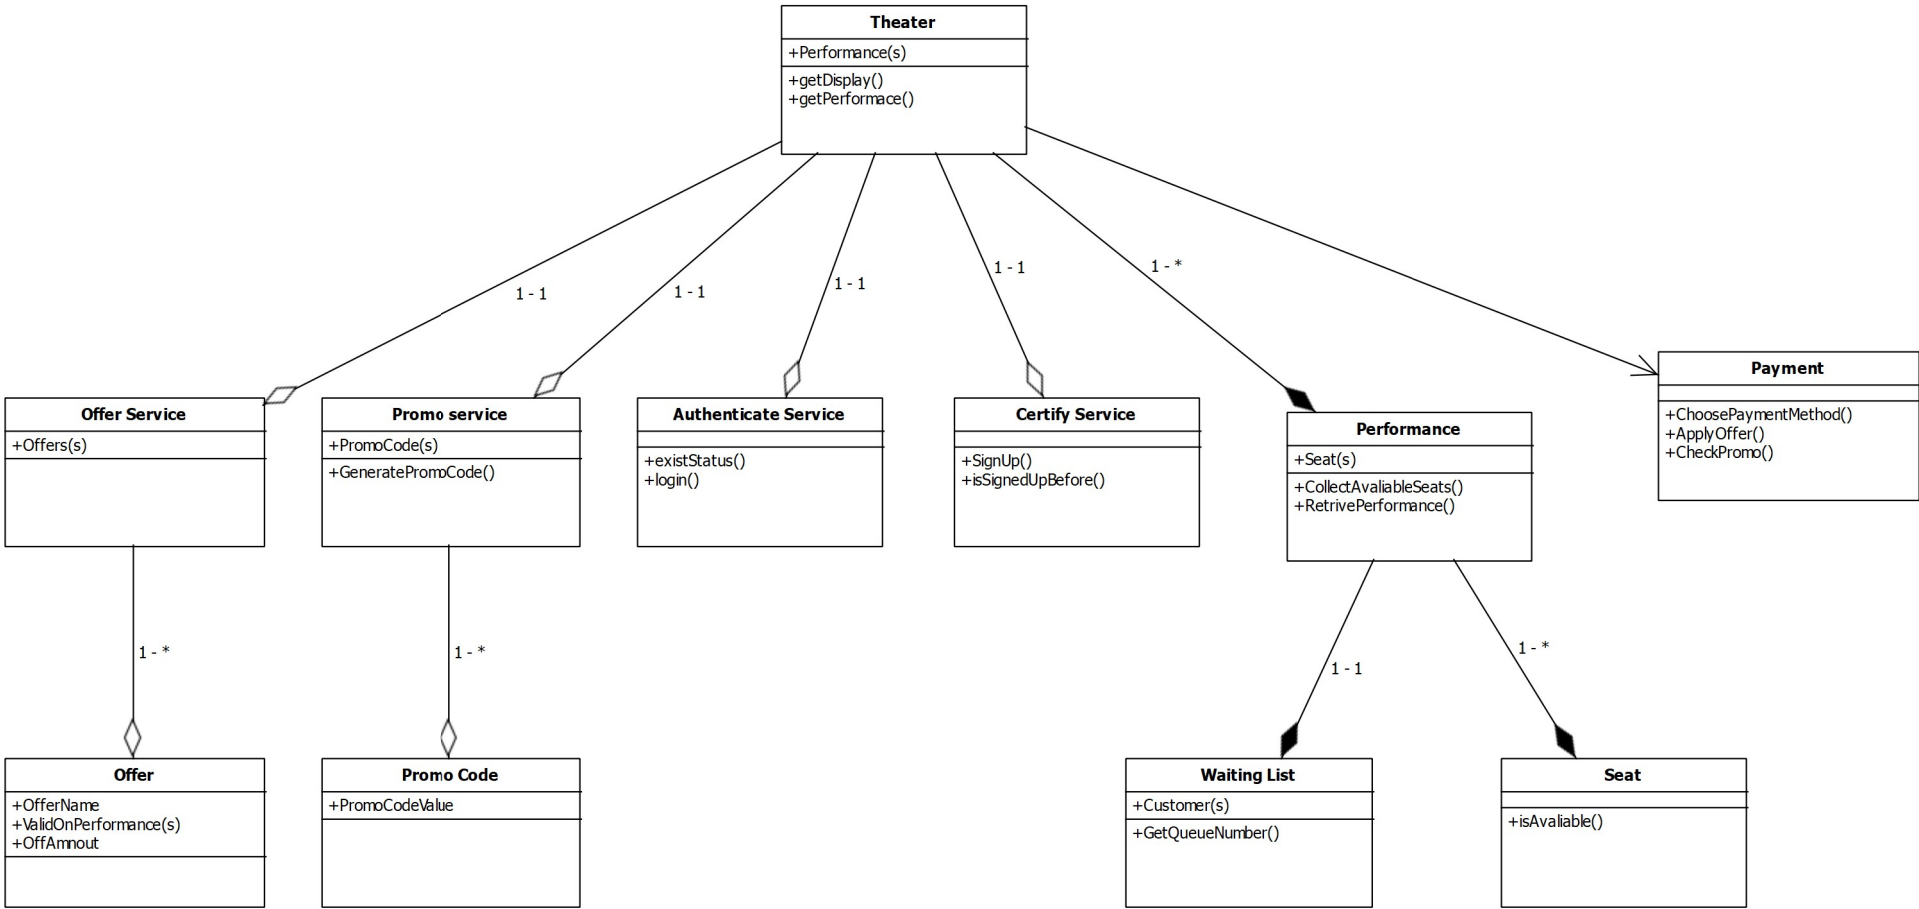 Theater
+Performance(s)
+getDisplay()
+getPerformace()
1 - 1
1 - 1
1 - 1
1 - 1
1 - *
Offer Service
+Offers(s)
Promo service
+PromoCode(s)
+GeneratePromoCode()
Authenticate Service
+existStatus()
+login()
Certify Service
+SignUp()
+isSignedUpBefore()
Performance
+Seat(s)
+CollectAvaliableSeats()
+RetrivePerformance()
Payment
+ChoosePaymentMethod()
+ApplyOffer()
+CheckPromo()
1 - *
1 - *
1 - 1
1 - *
Offer
+OfferName
+ValidOnPerformance(s)
+OffAmnout
Promo Code
+PromoCodeValue
Waiting List
+Customer(s)
+GetQueueNumber()
Seat
+isAvaliable()